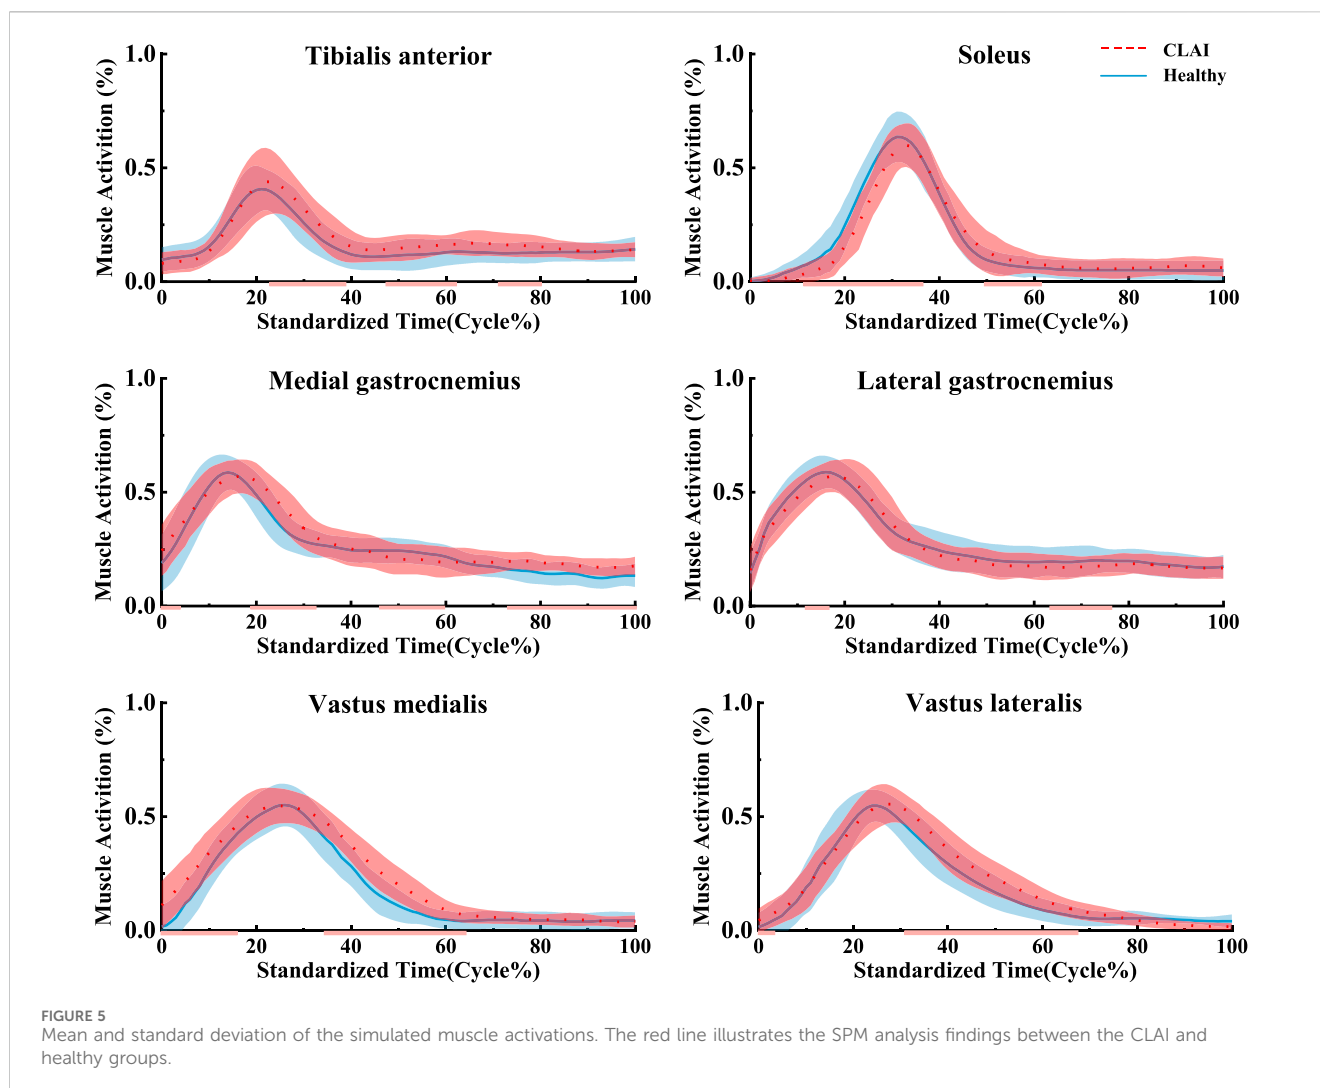 Tibialis anterior
Muscle Activition (%)
1.0
0.5
0.0
0 20 40 60 80 100
Standardized Time(Cycle%)
Soleus
CLAI
Healthy
Muscle Activition (%)
1.0
0.5
0.0
0 20 40 60 80 100
Standardized Time(Cycle%)
Medial gastrocnemius
Muscle Activition (%)
1.0
0.5
0.0
0 20 40 60 80 100
Standardized Time(Cycle%)
Lateral gastrocnemius
Muscle Activition (%)
1.0
0.5
0.0
0 20 40 60 80 100
Standardized Time(Cycle%)
Vastus medialis
Muscle Activition (%)
1.0
0.5
0.0
0 20 40 60 80 100
Standardized Time(Cycle%)
Vastus lateralis
Muscle Activition (%)
1.0
0.5
0.0
0 20 40 60 80 100
Standardized Time(Cycle%)
FIGURE 5
Mean and standard deviation of the simulated muscle activations. The red line illustrates the SPM analysis findings between the CLAI and
healthy groups.